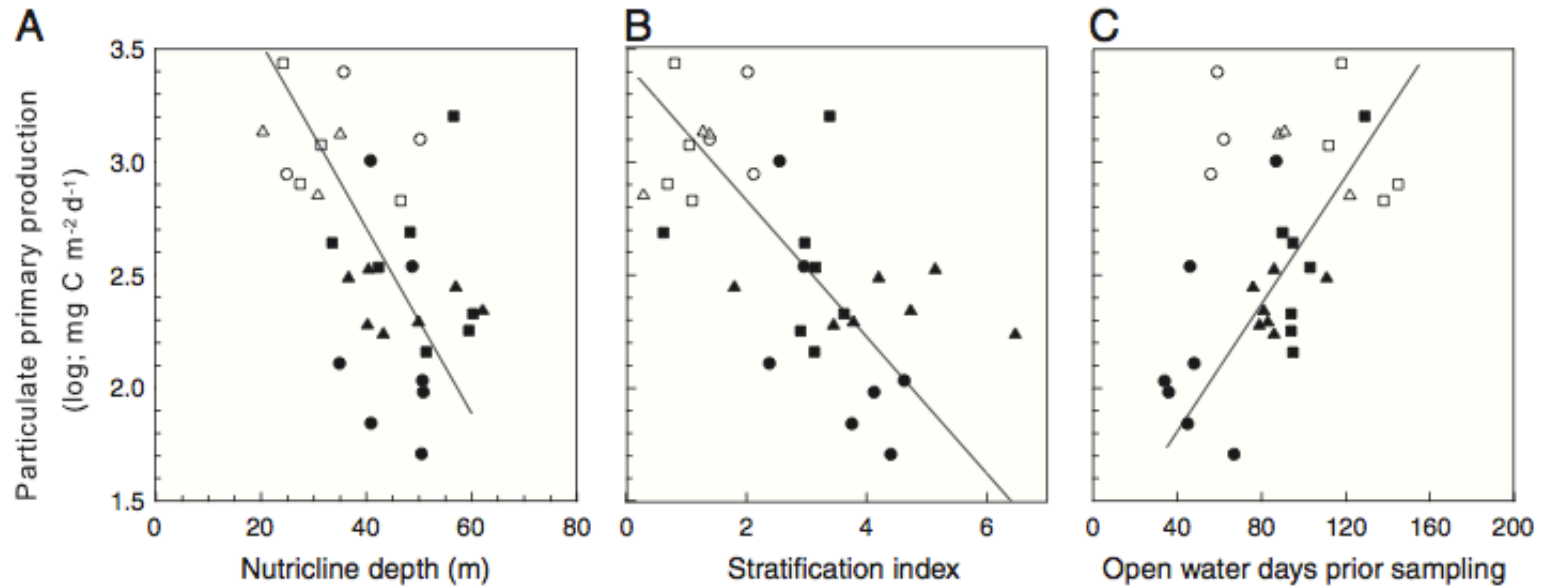 A
B
C
Particulate primary production
(log; mg C m-2 d-1)
3.5
3.0
2.5
2.0
1.5
0 20 40 60 80
0 2 4 6
0 40 80 120 160 200
Nutricline depth (m)
Stratification index
Open water days prior sampling